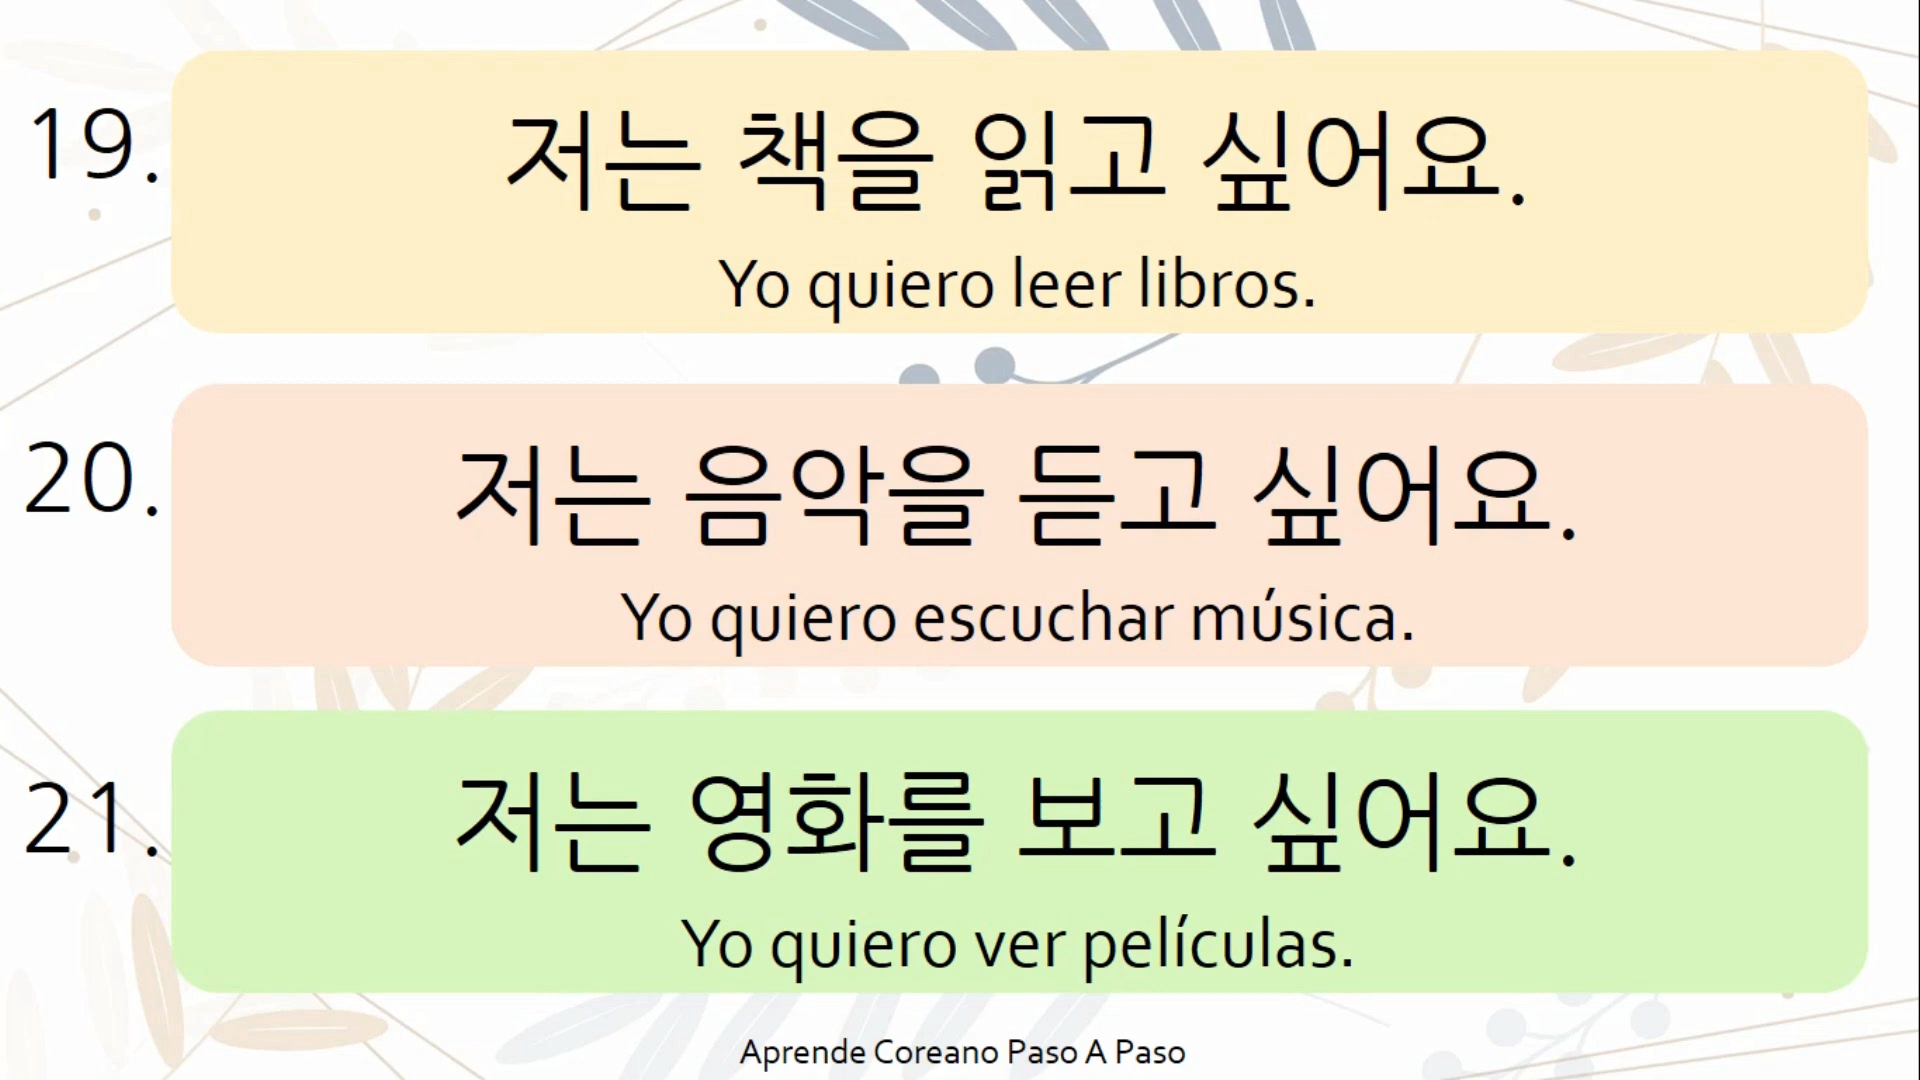 19.
저는 책을 읽고 싶어요.
Yo quiero leer libros.
20.
저는 음악을 듣고 싶어요.
Yo quiero escuchar música.
21.
저는 영화를 보고 싶어요.
Yo quiero ver películas.
Aprende Coreano Paso A Paso